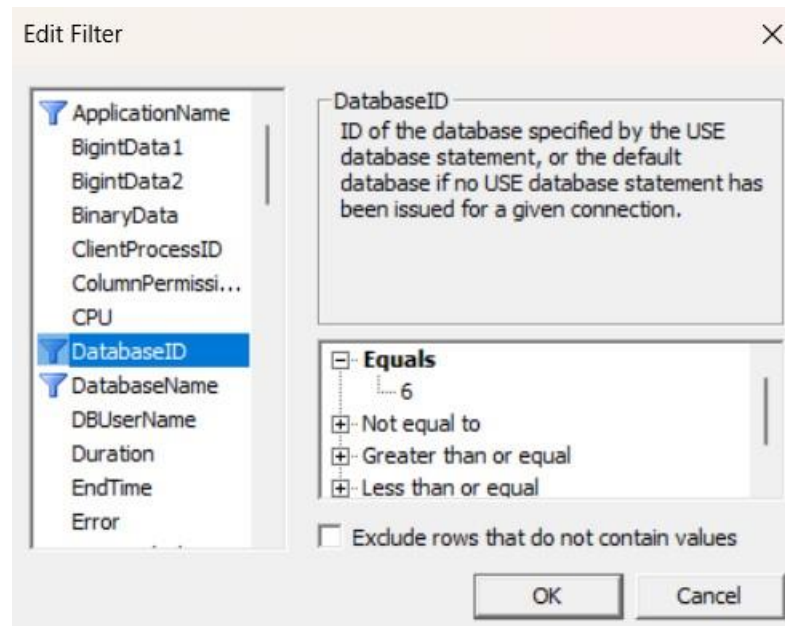 Edit Filter
ApplicationName
BigintData1
BigintData2
BinaryData
ClientProcessID
ColumnPermissi...
CPU
DatabaseID
DatabaseName
DBUserName
Duration
EndTime
Error
DatabaseID
ID of the database specified by the USE
database statement, or the default
database if no USE database statement has
been issued for a given connection.
Equals
6
Not equal to
Greater than or equal
Less than or equal
Exclude rows that do not contain values
OK
Cancel